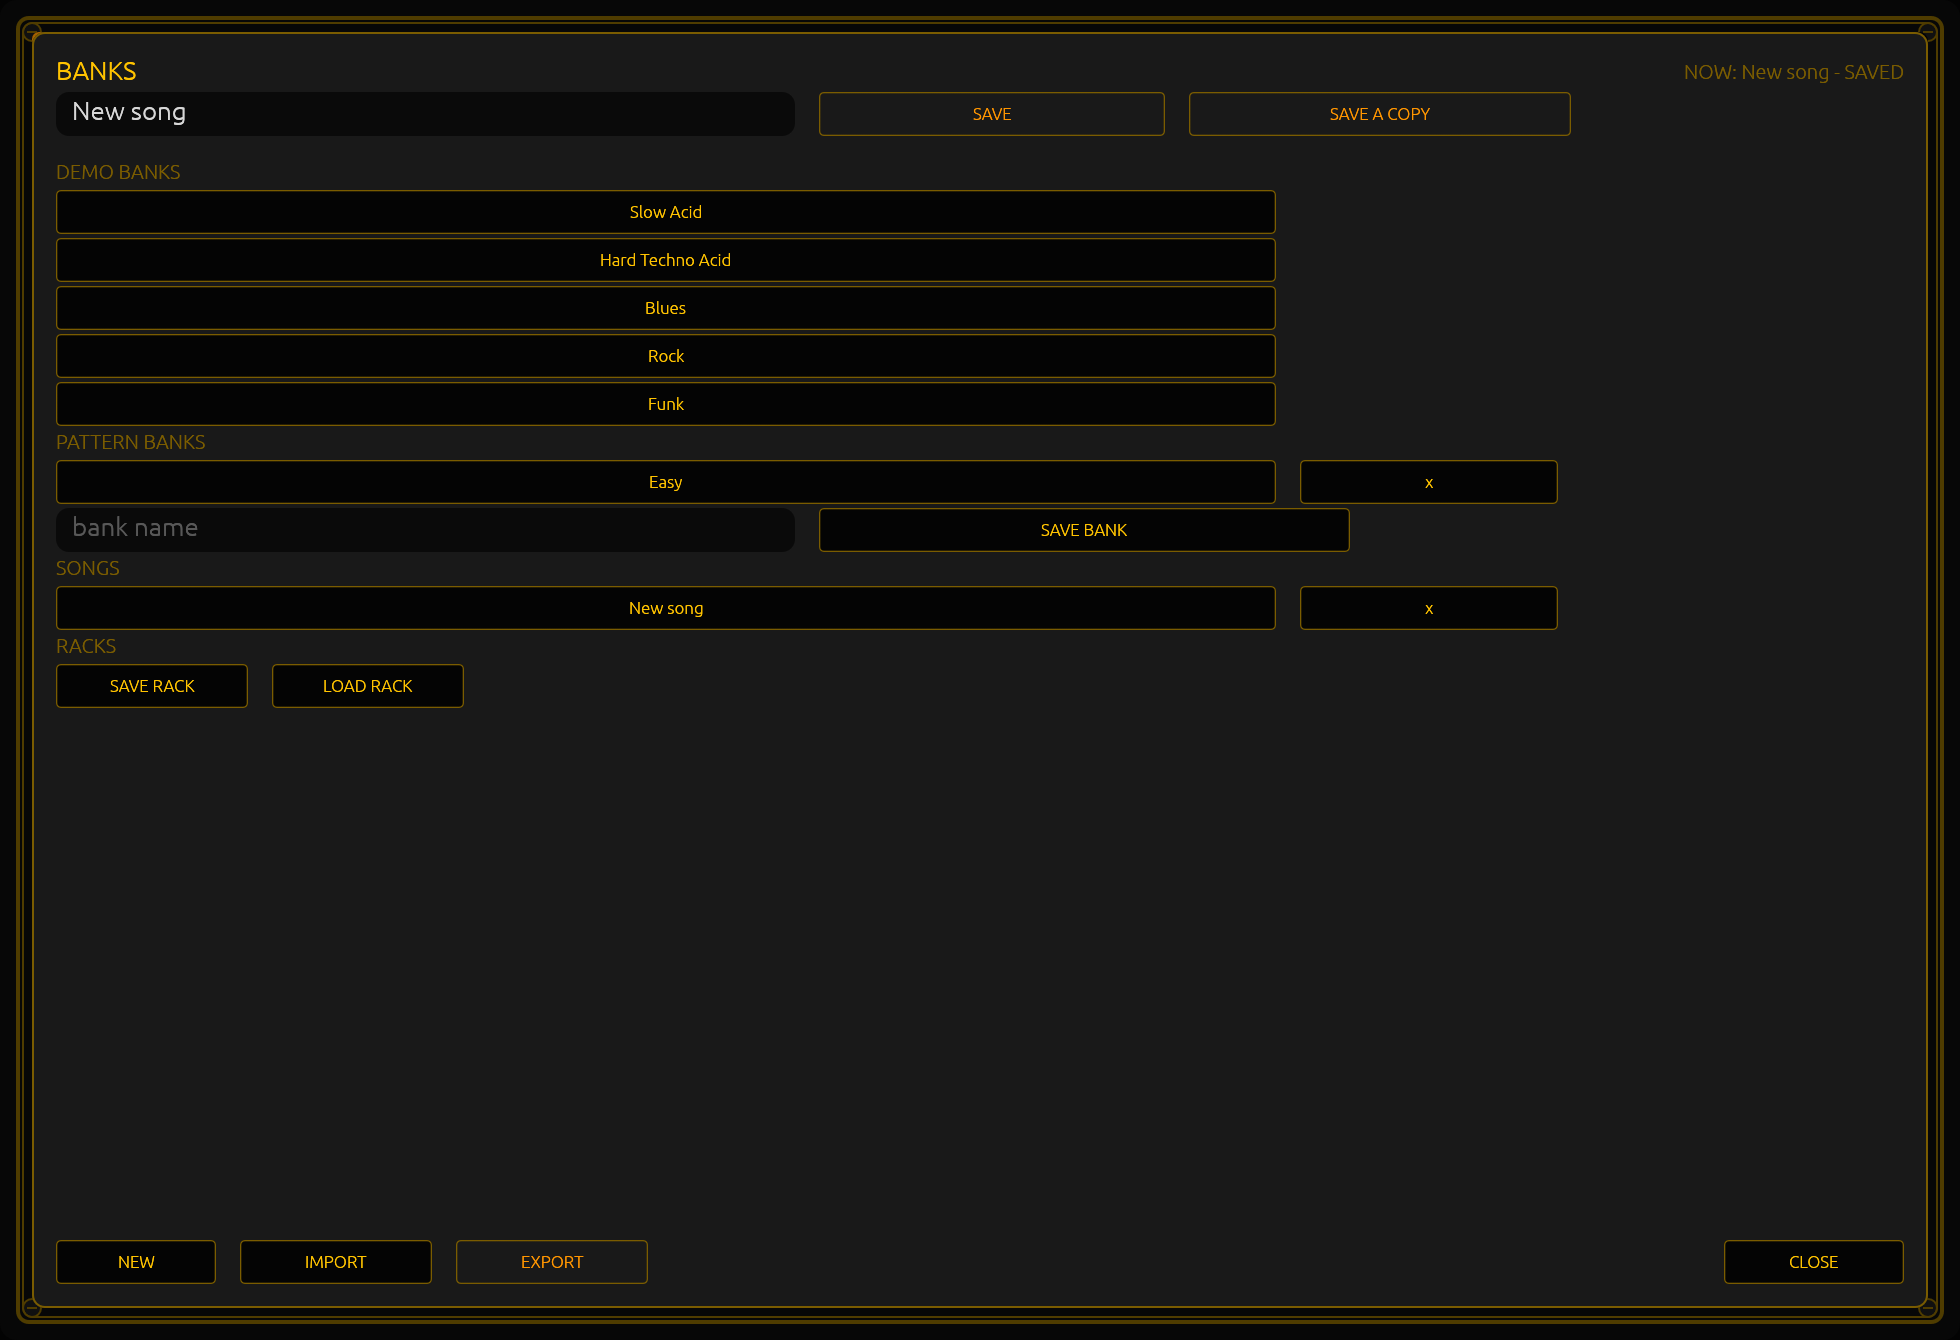 BANKS
NOW: New song - SAVED
New song
SAVE
SAVE A COPY
DEMO BANKS
Slow Acid
Hard Techno Acid
Blues
Rock
Funk
PATTERN BANKS
Easy
x
bank name
SAVE BANK
SONGS
New song
x
RACKS
SAVE RACK
LOAD RACK
NEW
IMPORT
EXPORT
CLOSE